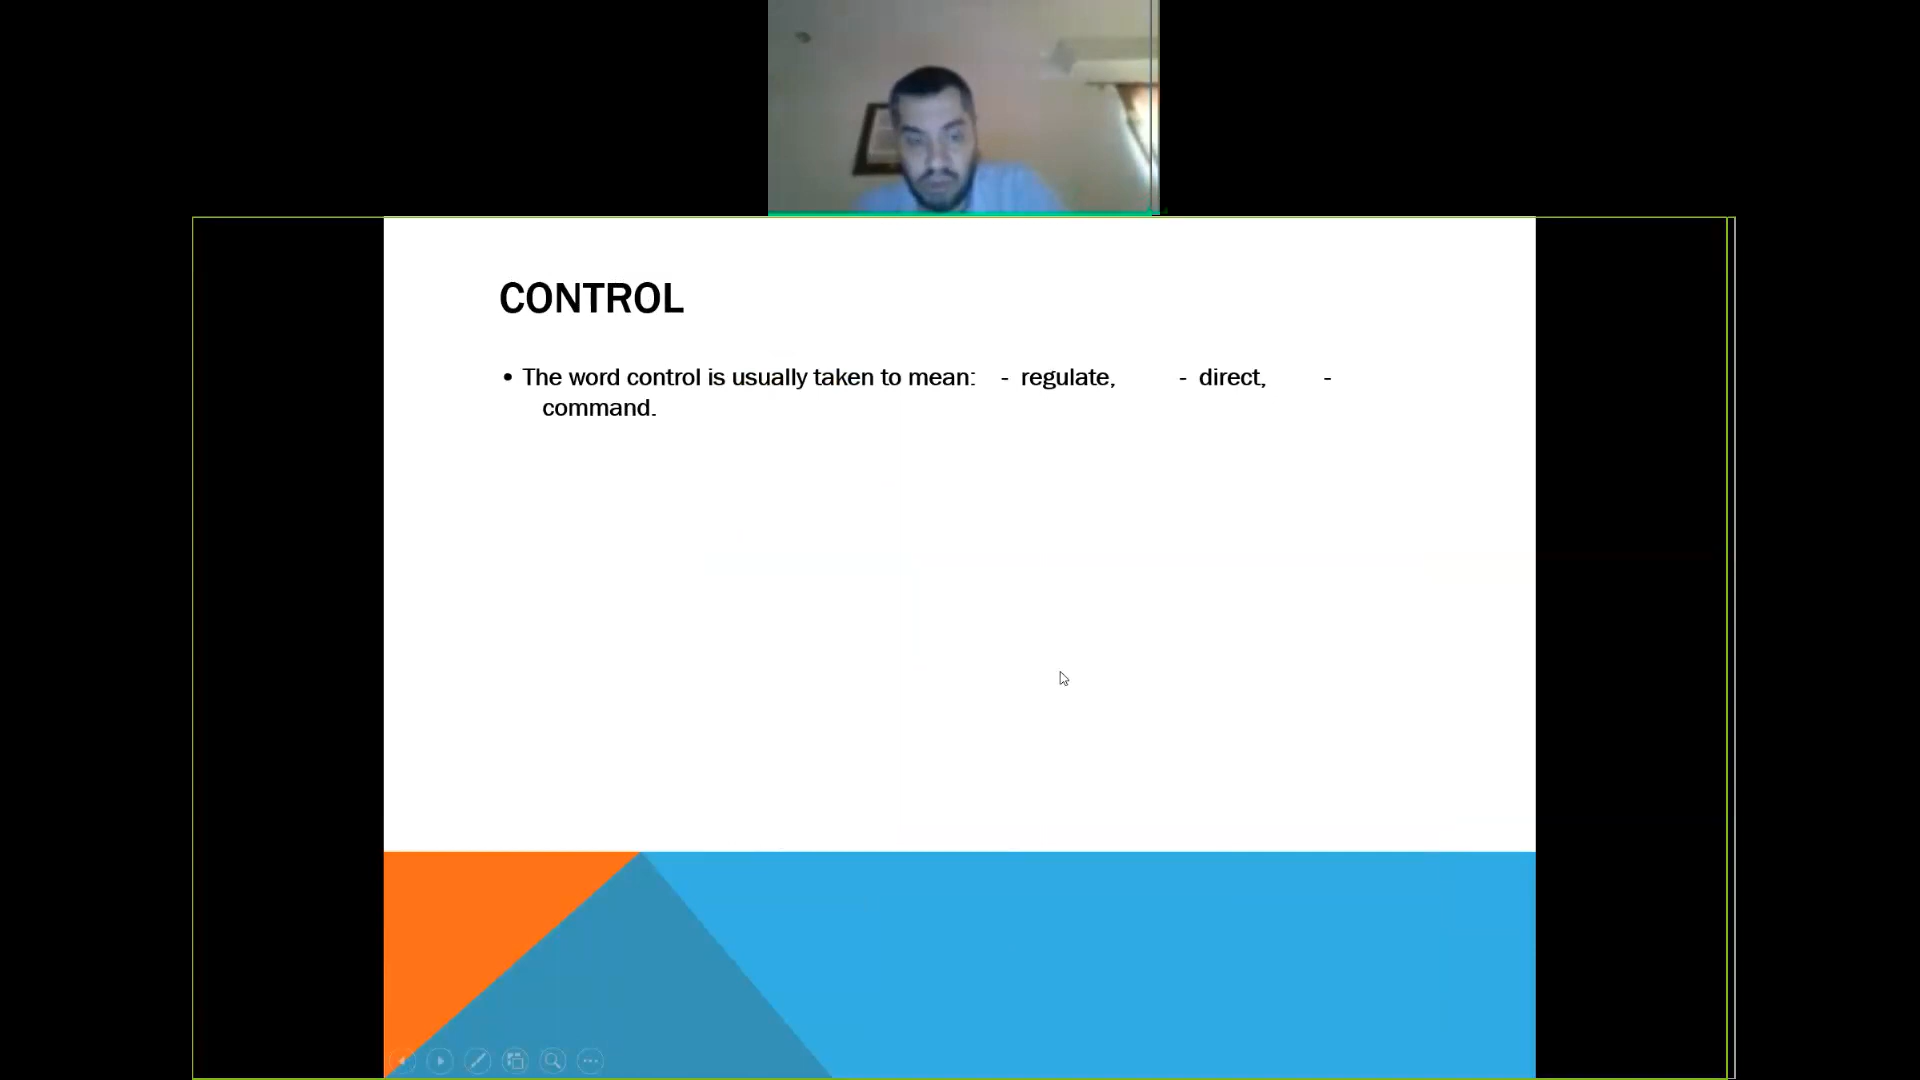 CONTROL
• The word control is usually taken to mean: - regulate, - direct, -
command.